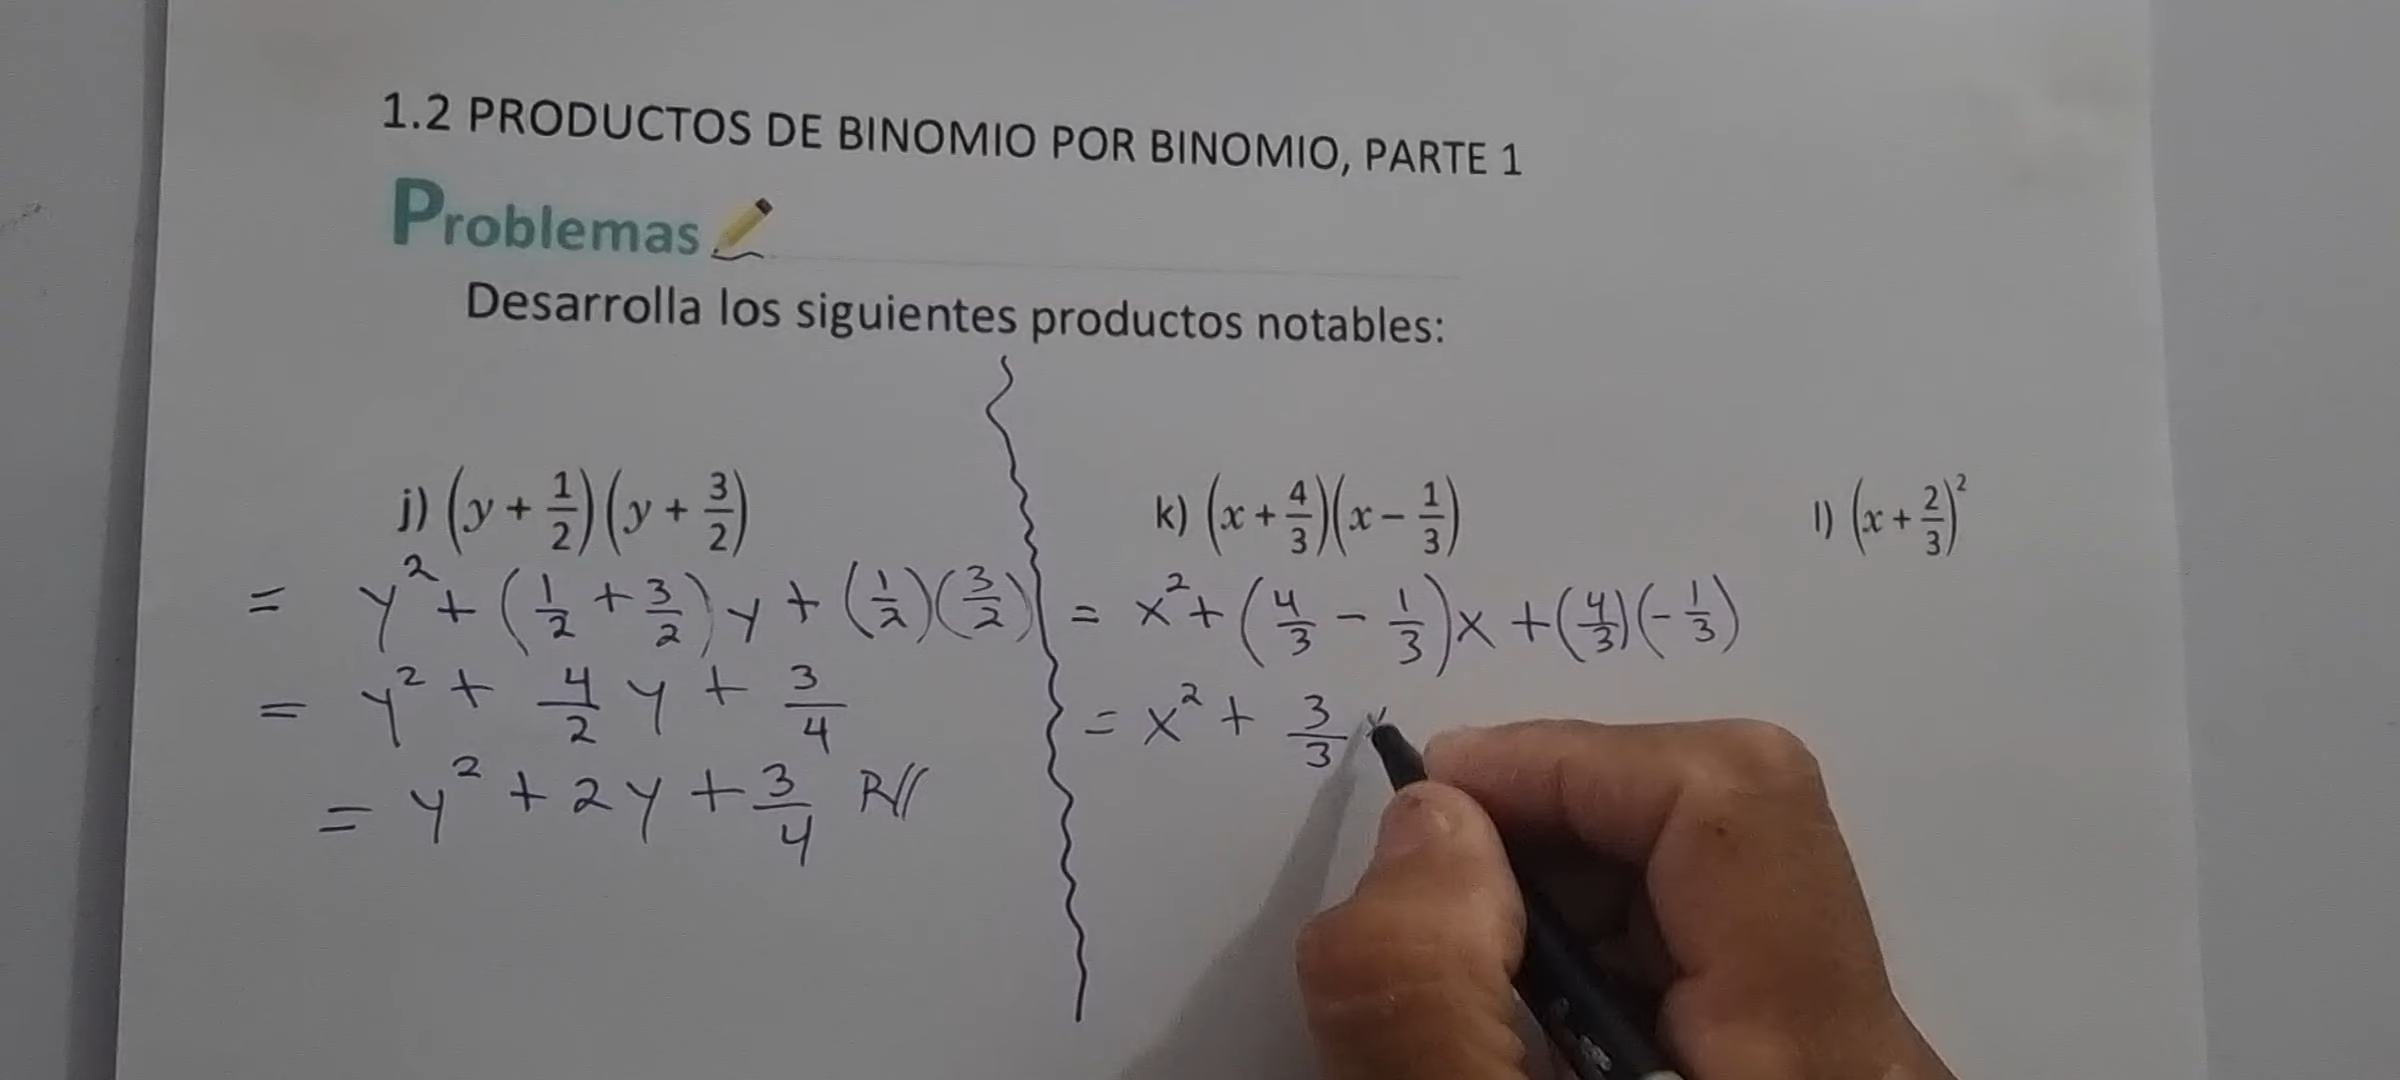 1.2 PRODUCTOS DE BINOMIO POR BINOMIO, PARTE 1
Problemas
Desarrolla los siguientes productos notables:
j) (y + 1/2)(y + 3/2)
= y² + (1/2 + 3/2)y + (1/2)(3/2)
= y² + 4/2 y + 3/4
= y² + 2y + 3/4 R//
k) (x + 4/3)(x − 1/3)
= x² + (4/3 − 1/3)x + (4/3)(− 1/3)
= x² + 3/3 x
l) (x + 2/3)²